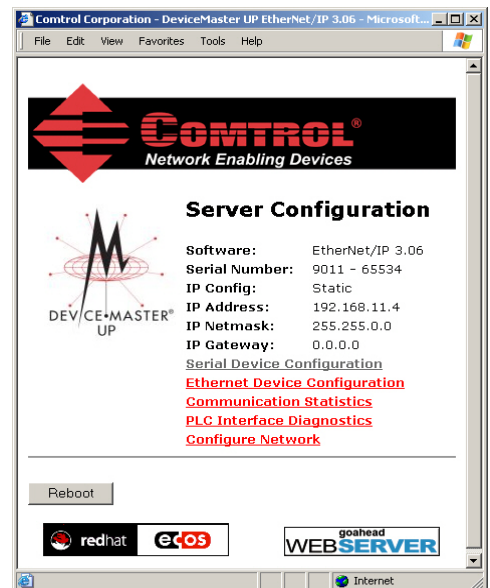 Comtrol Corporation - DeviceMaster UP EtherNet/IP 3.06 - Microsoft...
File Edit View Favorites Tools Help
COMTROL®
Network Enabling Devices
DEVICE•MASTER®
UP
Server Configuration
Software: EtherNet/IP 3.06
Serial Number: 9011 - 65534
IP Config: Static
IP Address: 192.168.11.4
IP Netmask: 255.255.0.0
IP Gateway: 0.0.0.0
Serial Device Configuration
Ethernet Device Configuration
Communication Statistics
PLC Interface Diagnostics
Configure Network
Reboot
redhat eCos
goahead
WEBSERVER
Internet